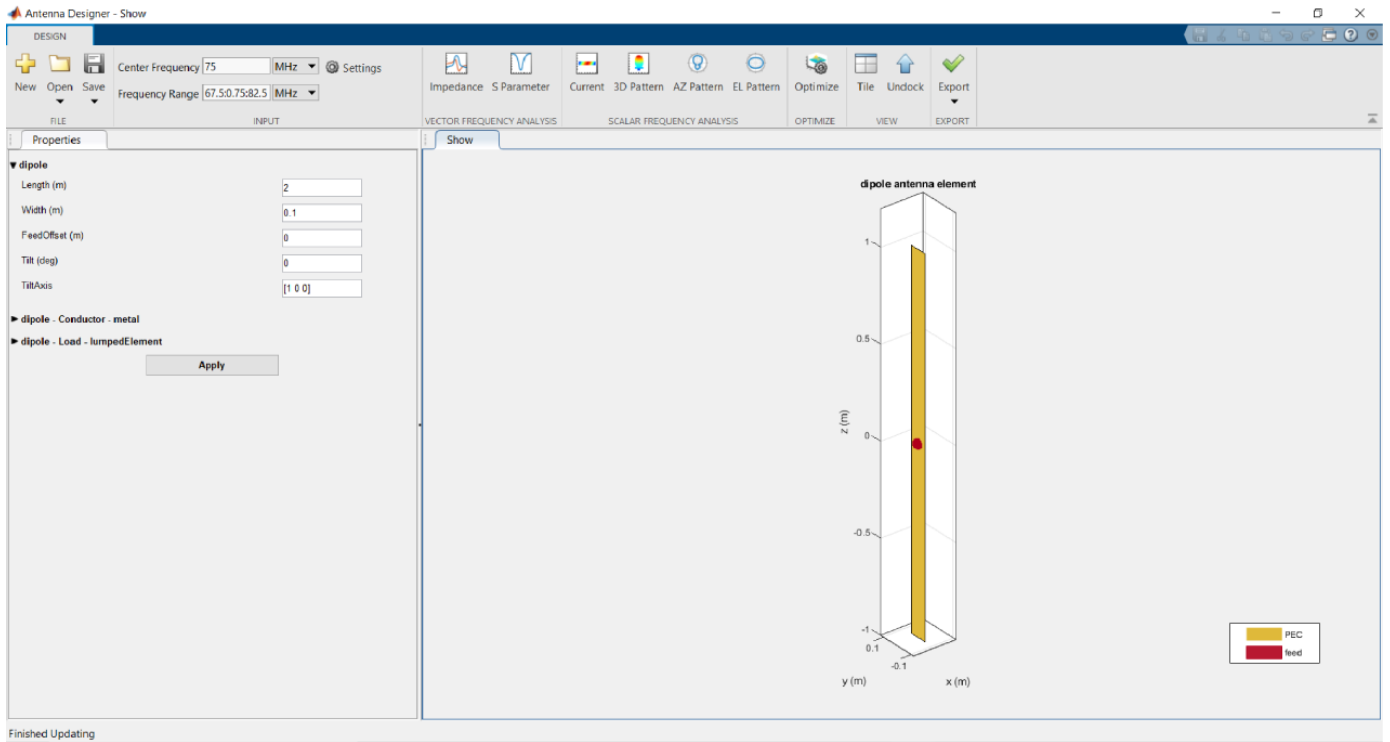 Antenna Designer - Show
DESIGN
New Open Save
Center Frequency 75 MHz Settings
Frequency Range 67.5:0.75:82.5 MHz
Impedance S Parameter Current 3D Pattern AZ Pattern EL Pattern Optimize Tile Undock Export
FILE INPUT VECTOR FREQUENCY ANALYSIS SCALAR FREQUENCY ANALYSIS OPTIMIZE VIEW EXPORT
Properties
dipole
Length (m) 2
Width (m) 0.1
FeedOffset (m) 0
Tilt (deg) 0
TiltAxis [1 0 0]
dipole - Conductor - metal
dipole - Load - lumpedElement
Apply
Show
dipole antenna element
1
0.5
0
-0.5
-1
z (m)
0.1
-0.1
y (m) x (m)
PEC
feed
Finished Updating